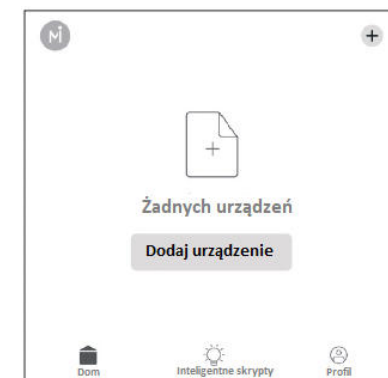 Żadnych urządzeń
Dodaj urządzenie
Dom
Inteligentne skrypty
Profil